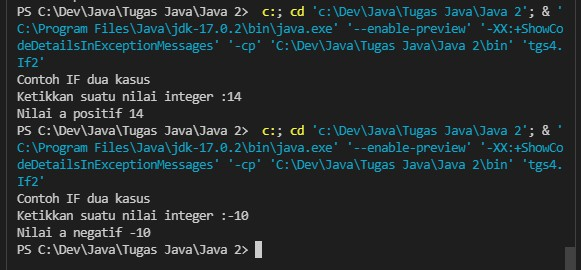 PS C:\Dev\Java\Tugas Java\Java 2>  c:; cd 'c:\Dev\Java\Tugas Java\Java 2'; & '
C:\Program Files\Java\jdk-17.0.2\bin\java.exe' '--enable-preview' '-XX:+ShowCo
deDetailsInExceptionMessages' '-cp' 'C:\Dev\Java\Tugas Java\Java 2\bin' 'tgs4.
If2'
Contoh IF dua kasus
Ketikkan suatu nilai integer :14
Nilai a positif 14
PS C:\Dev\Java\Tugas Java\Java 2>  c:; cd 'c:\Dev\Java\Tugas Java\Java 2'; & '
C:\Program Files\Java\jdk-17.0.2\bin\java.exe' '--enable-preview' '-XX:+ShowCo
deDetailsInExceptionMessages' '-cp' 'C:\Dev\Java\Tugas Java\Java 2\bin' 'tgs4.
If2'
Contoh IF dua kasus
Ketikkan suatu nilai integer :-10
Nilai a negatif -10
PS C:\Dev\Java\Tugas Java\Java 2>